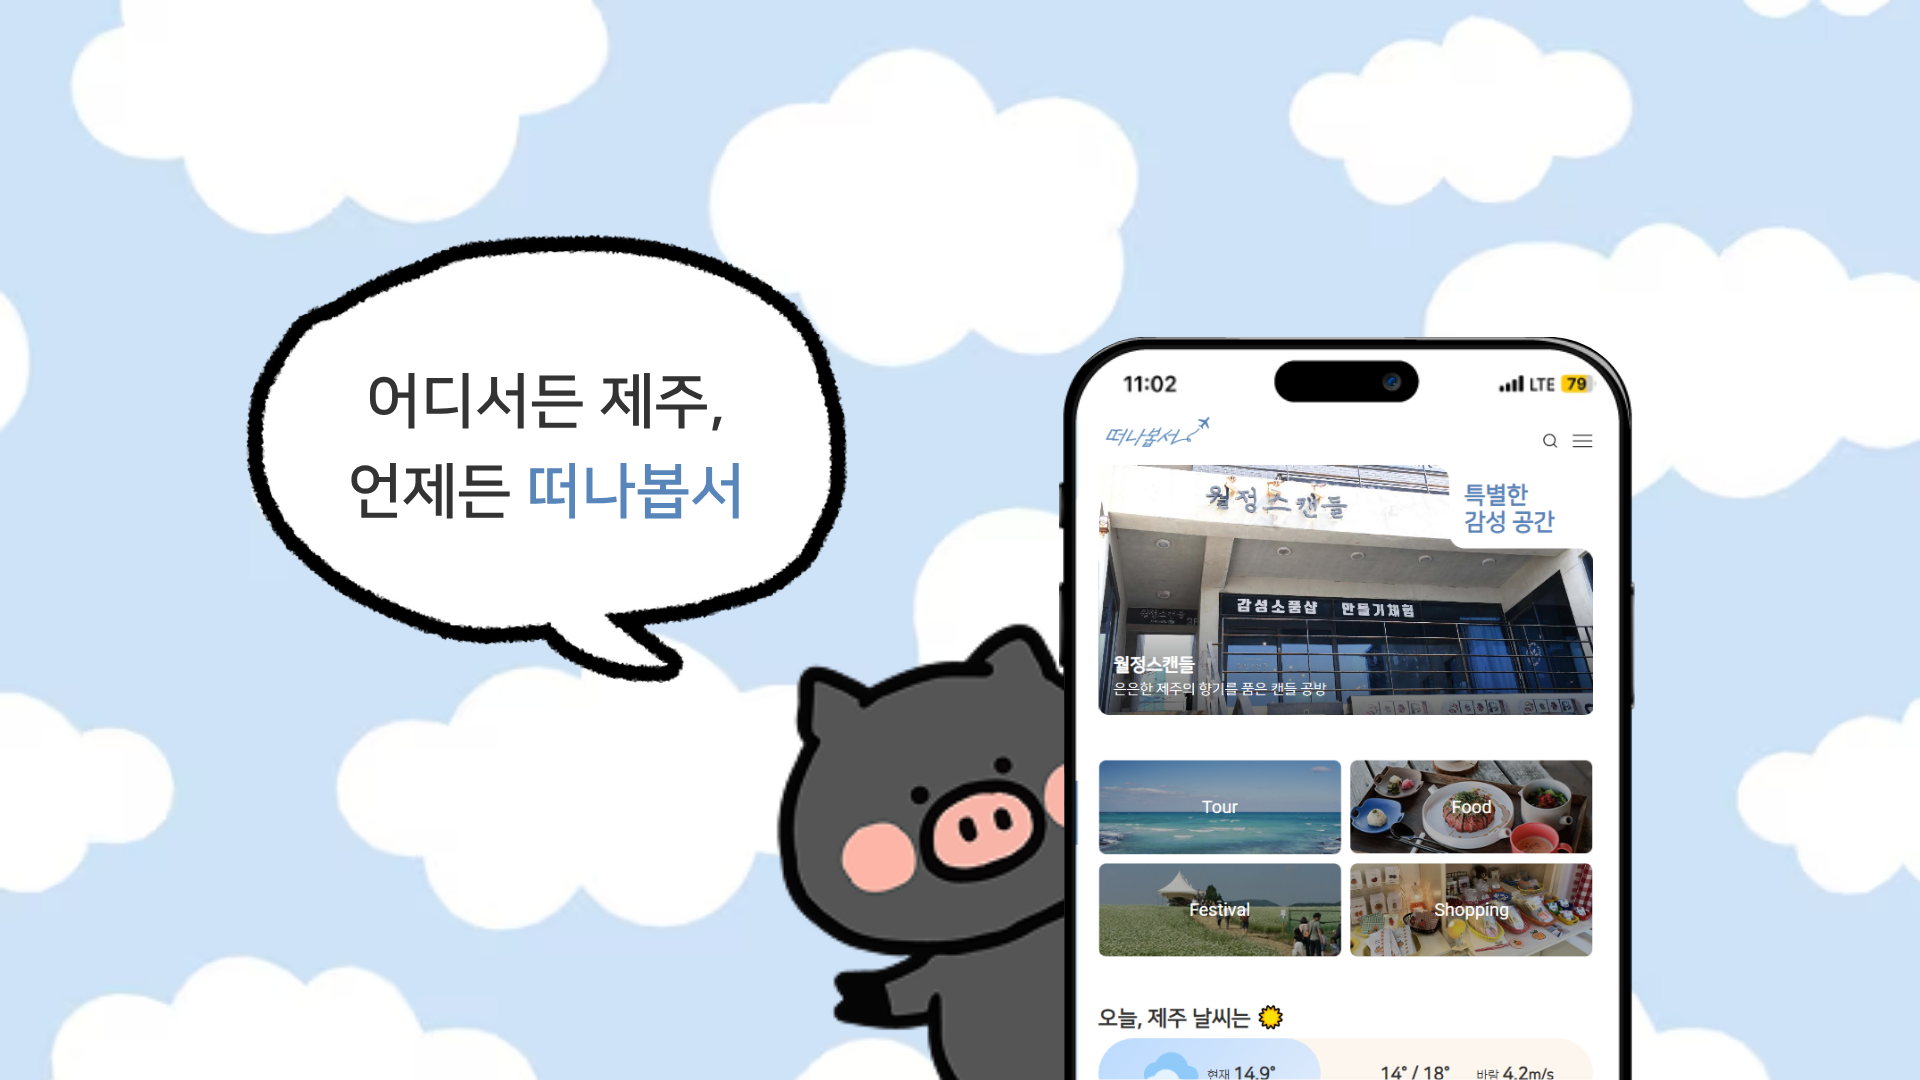 어디서든 제주,
언제든 떠나봅서
11:02
LTE 79
떠나봅서
월정스캔들
특별한
감성 공간
감성소품샵 만들기체험
월정스캔들
은은한 제주의 향기를 품은 캔들 공방
Tour
Food
Festival
Shopping
오늘, 제주 날씨는
현재 14.9°
14° / 18°
바람 4.2m/s